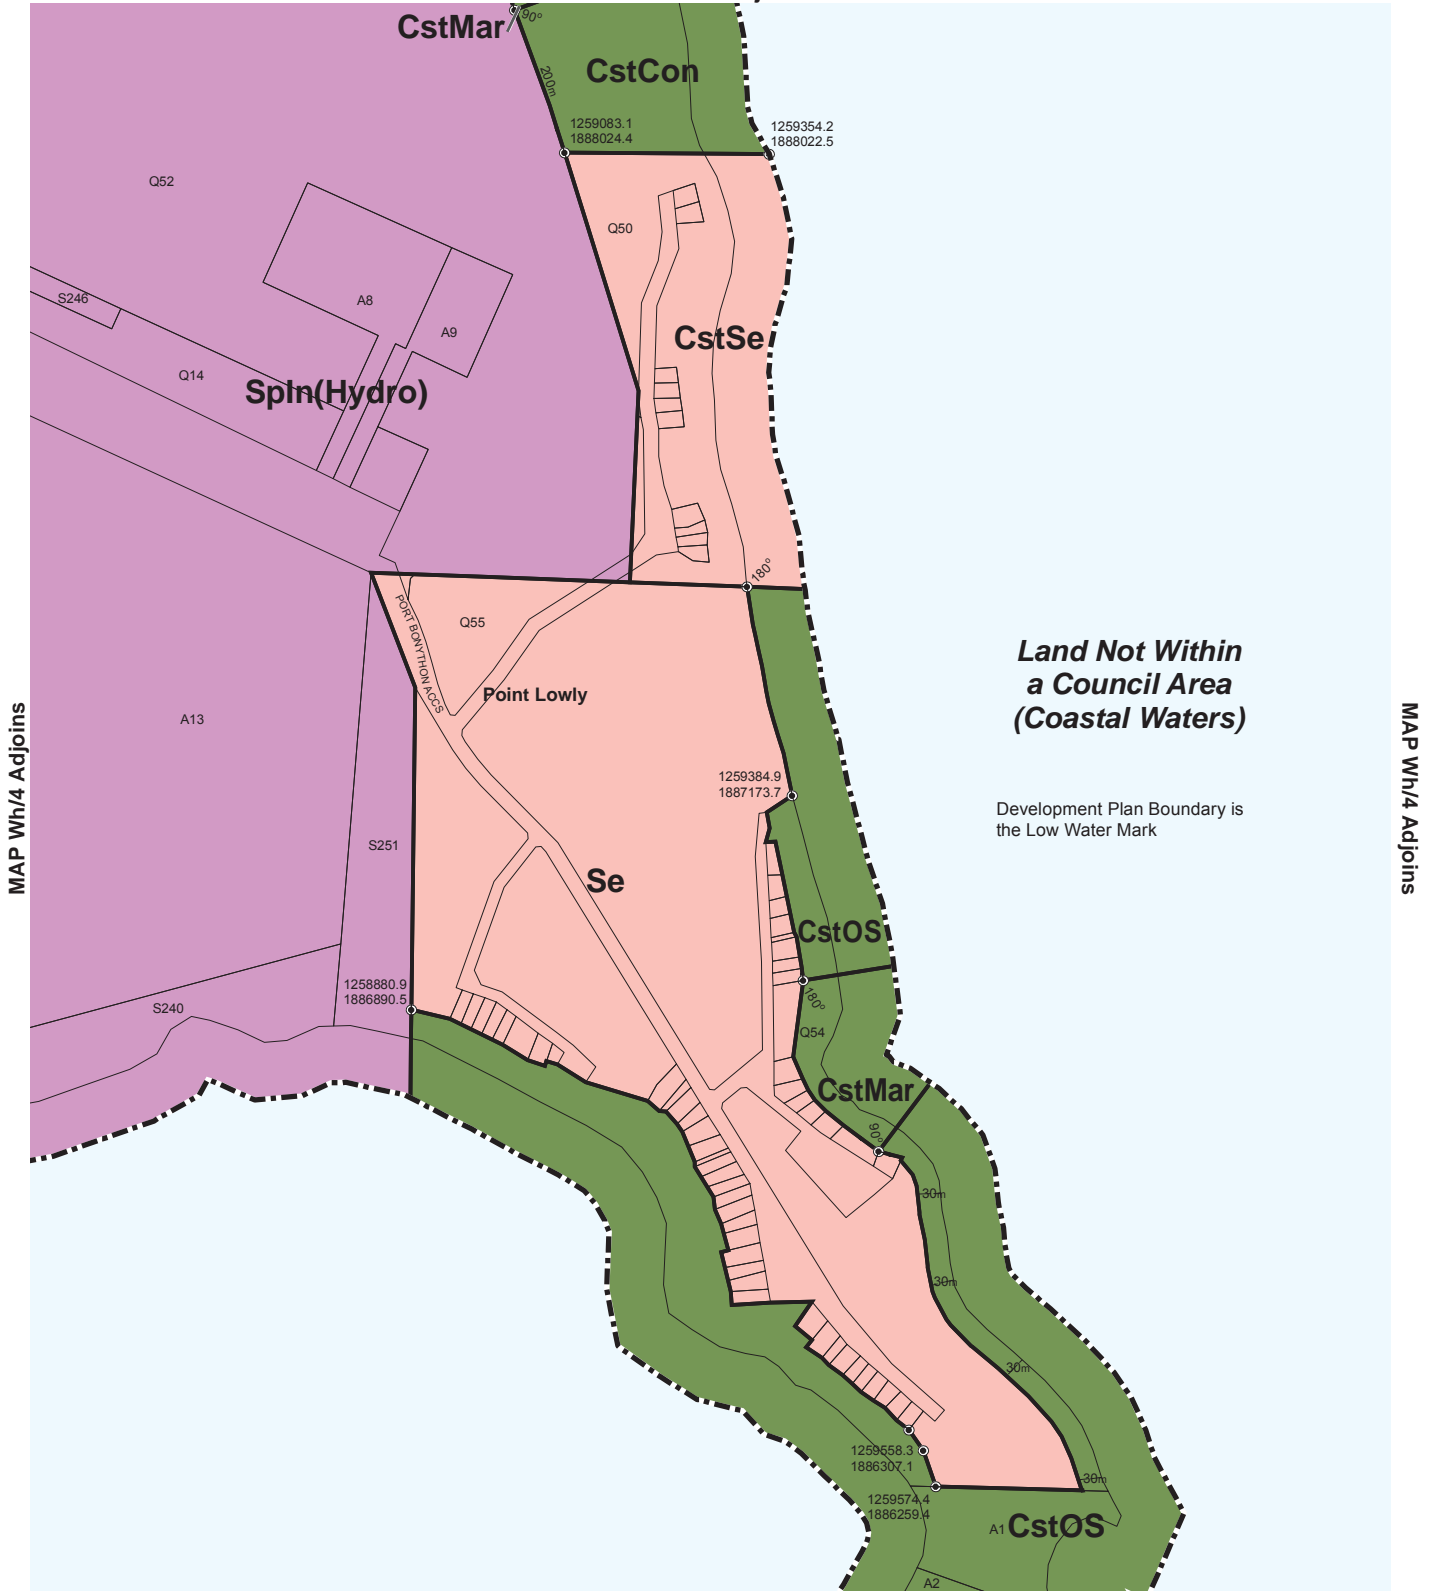 CstMar
90°
CstCon
200m
1259083.1
1888024.4
1259354.2
1888022.5
Q52
Q50
S246
A8
A9
CstSe
Q14
SpIn(Hydro)
180°
PORT BONYTHON ACCS
Q55
Land Not Within
a Council Area
(Coastal Waters)
Point Lowly
A13
MAP Wh/4 Adjoins
MAP Wh/4 Adjoins
1259384.9
1887173.7
Development Plan Boundary is
the Low Water Mark
S251
Se
CstOS
1258880.9
1886890.5
S240
180°
Q54
CstMar
90°
30m
30m
30m
30m
1259558.3
1886307.1
1259574.4
1886259.4
A1
CstOS
A2